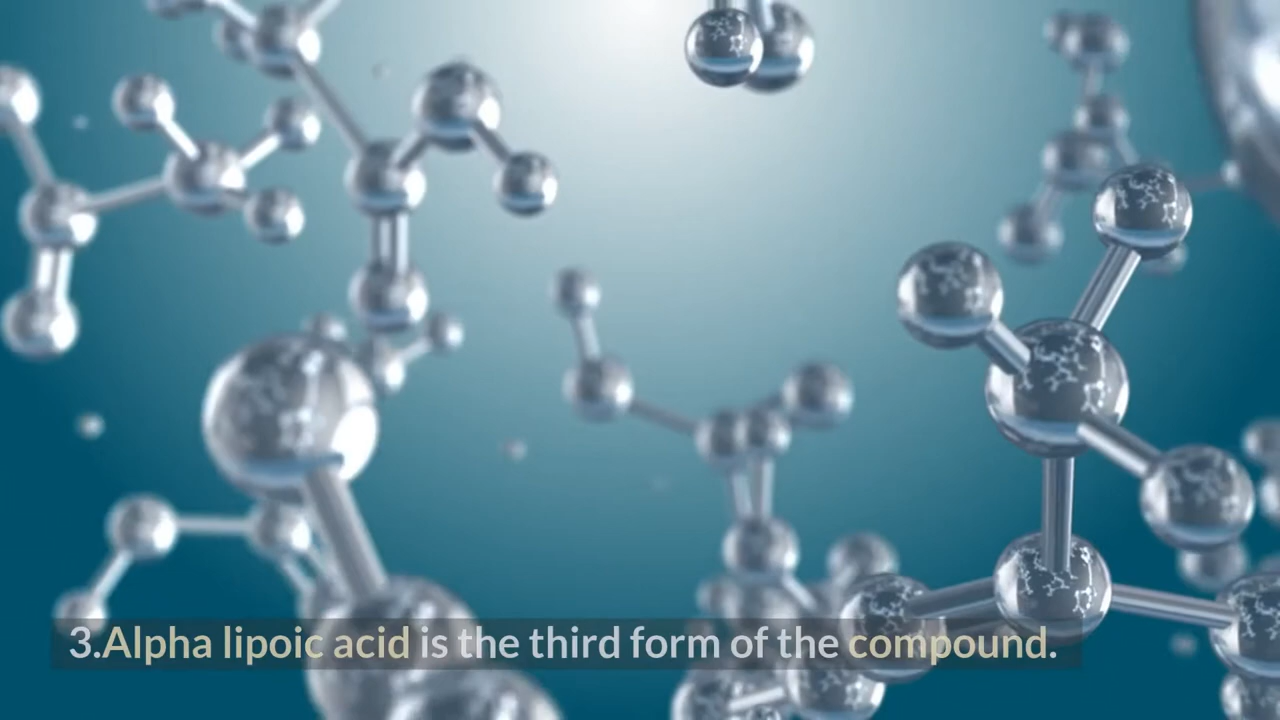 3.Alpha lipoic acid is the third form of the compound.